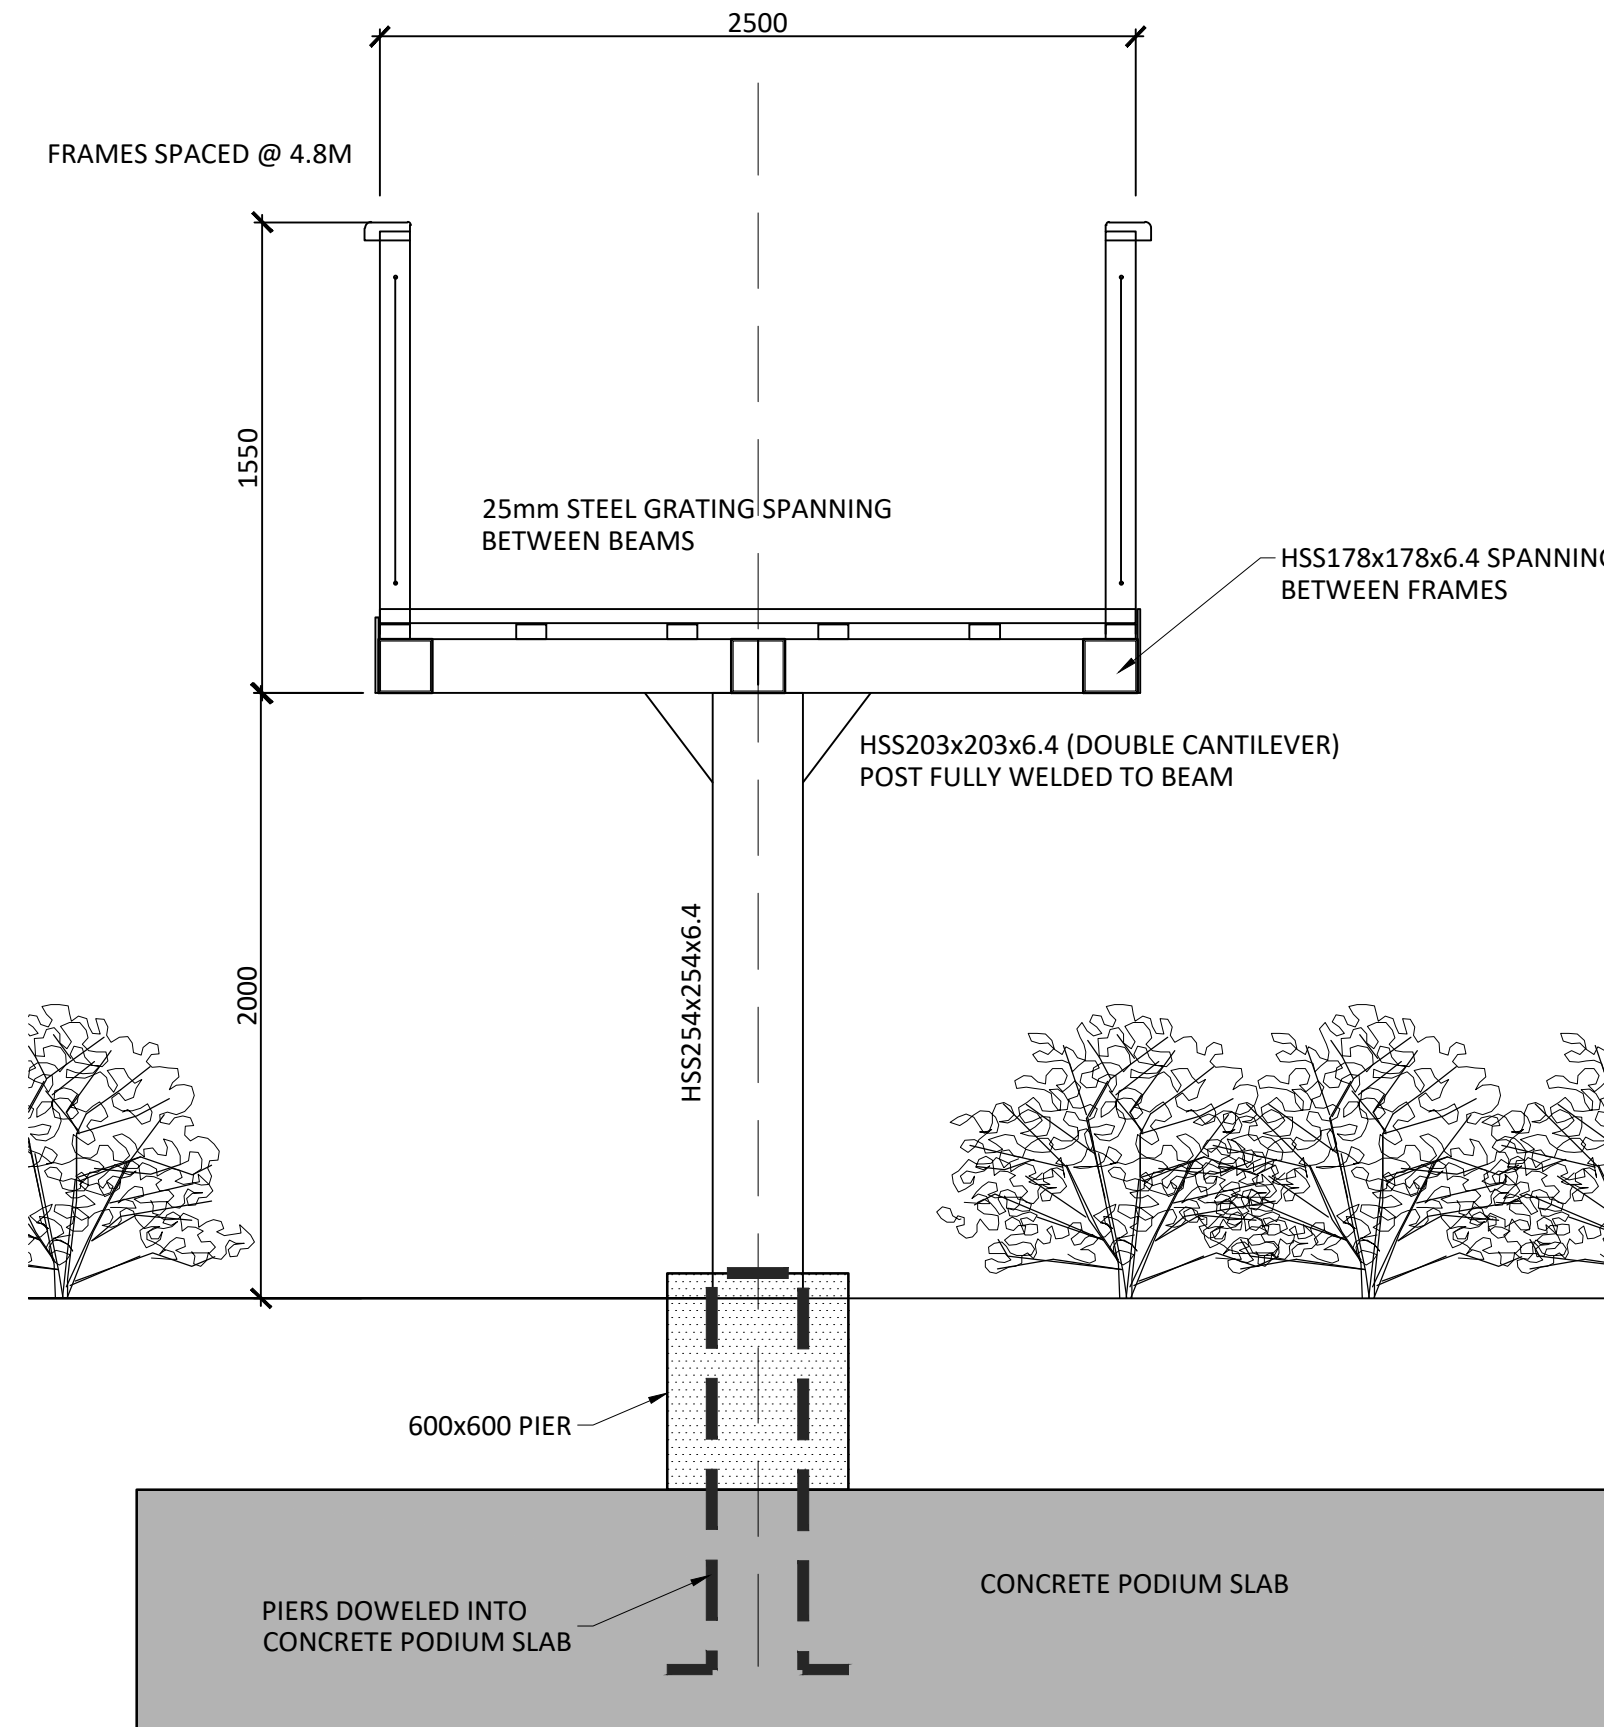 2500
FRAMES SPACED @ 4.8M
1550
25mm STEEL GRATING SPANNING
BETWEEN BEAMS
HSS178x178x6.4 SPANNING
BETWEEN FRAMES
HSS203x203x6.4 (DOUBLE CANTILEVER)
POST FULLY WELDED TO BEAM
HSS254x254x6.4
2000
600x600 PIER
CONCRETE PODIUM SLAB
PIERS DOWELED INTO
CONCRETE PODIUM SLAB